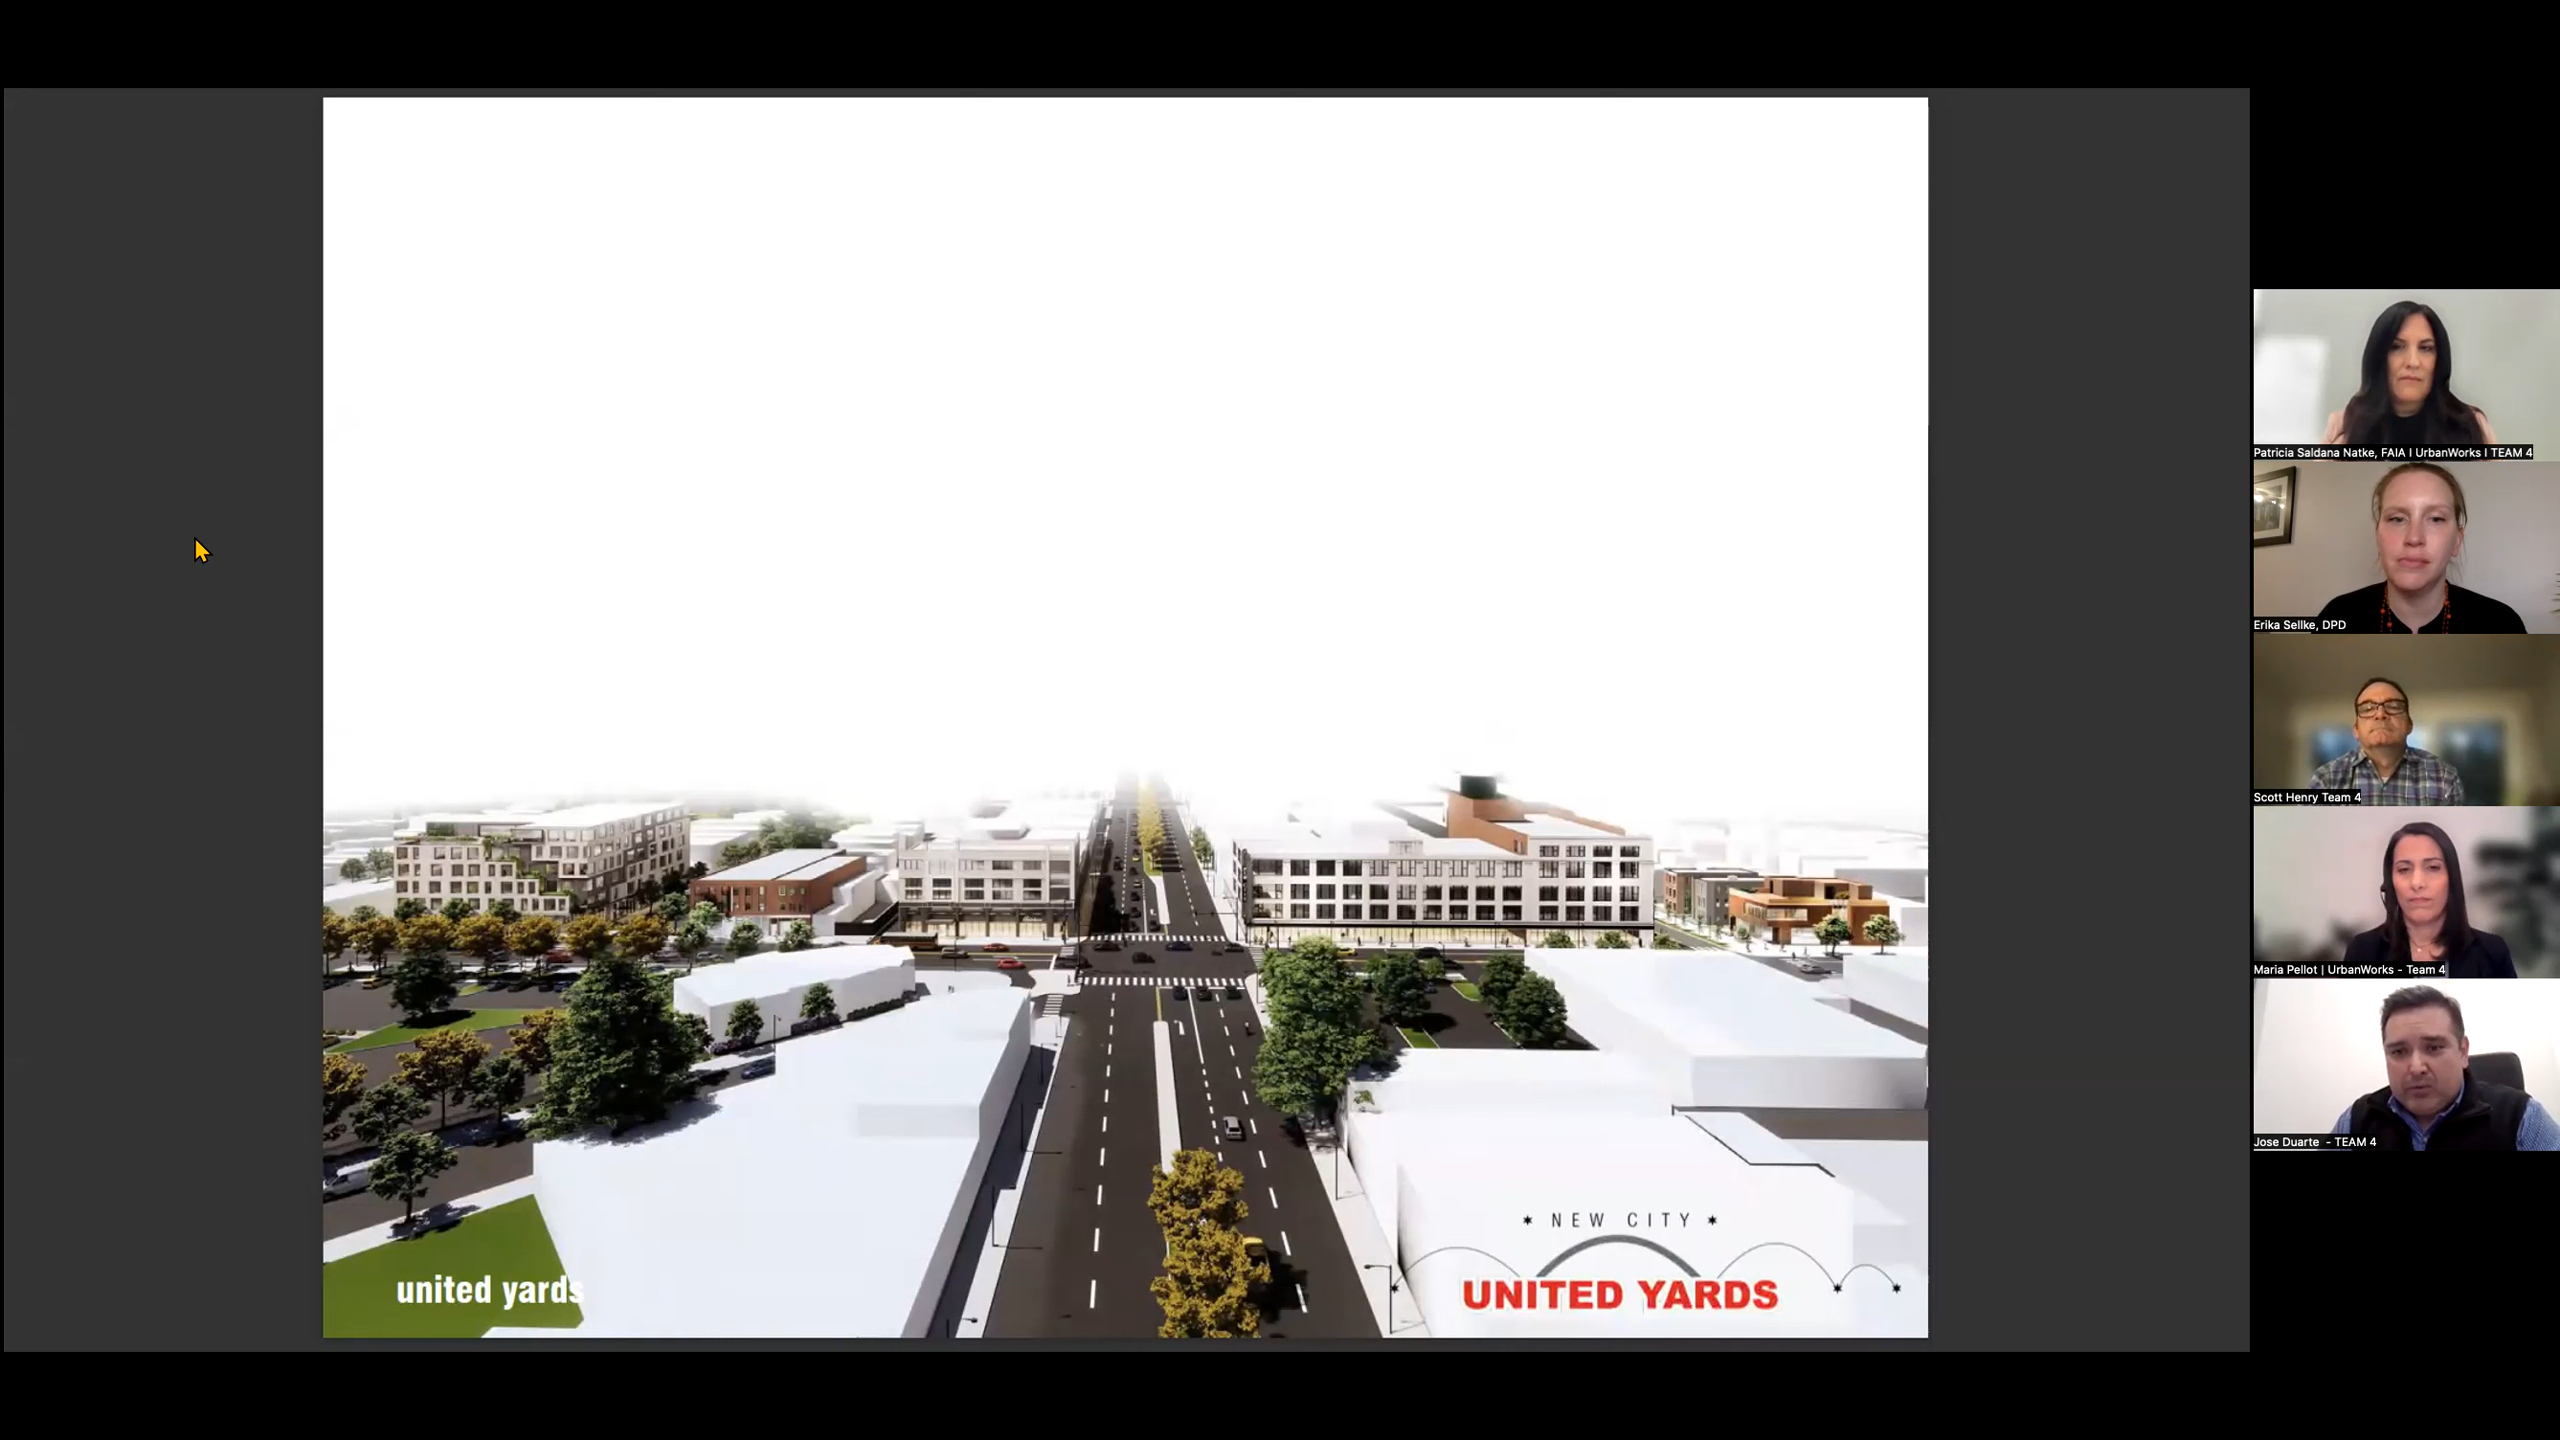 united yards
NEW CITY
UNITED YARDS
Patricia Saldana Natke, FAIA I UrbanWorks I TEAM 4
Erika Sellke, DPD
Scott Henry Team 4
Maria Pellot | UrbanWorks - Team 4
Jose Duarte - TEAM 4